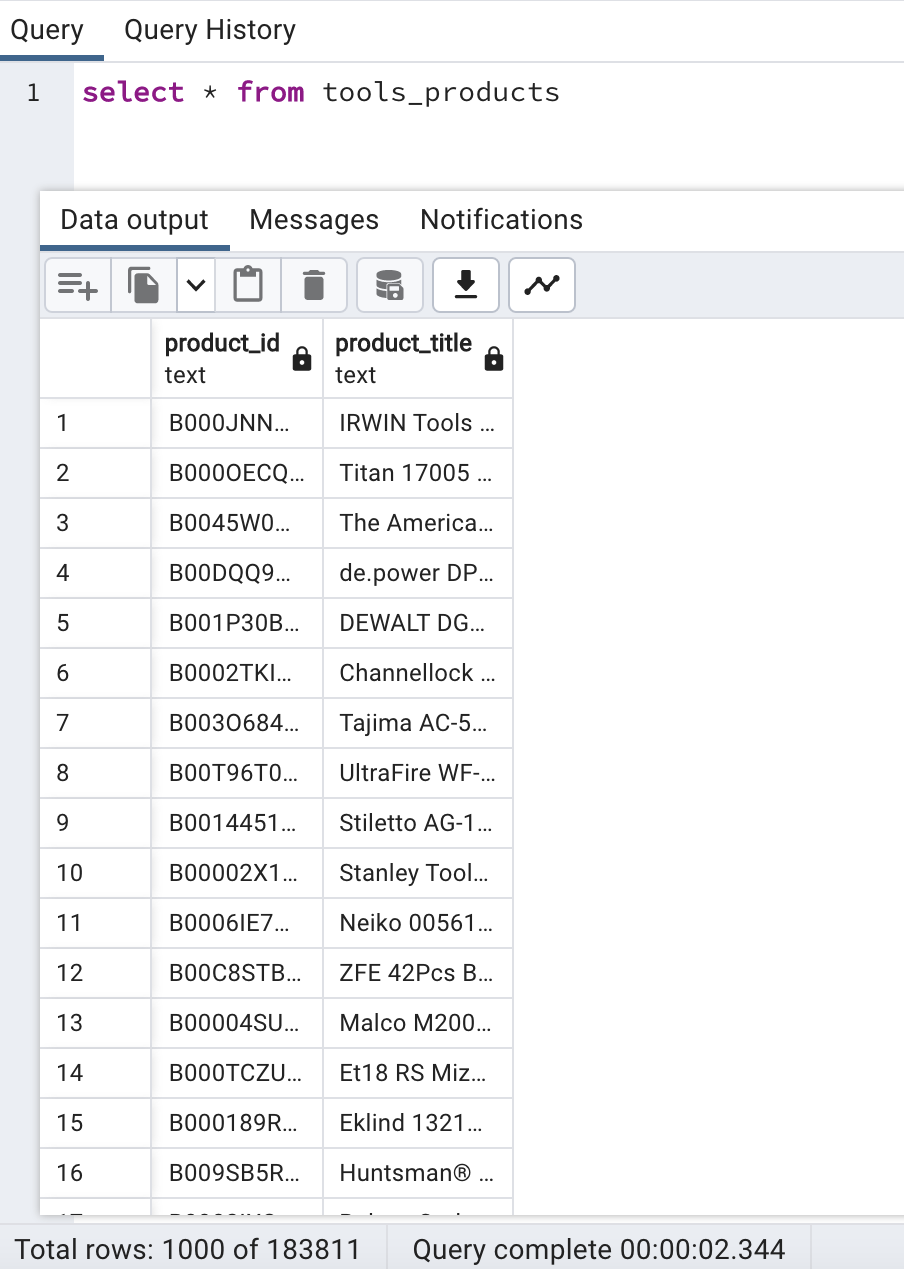 Query Query History
1 select * from tools_products
Data output Messages Notifications
product_id product_title
text text
1 B000JNN… IRWIN Tools …
2 B000OECQ… Titan 17005 …
3 B0045W0… The America…
4 B00DQQ9… de.power DP…
5 B001P30B… DEWALT DG…
6 B0002TKI… Channellock …
7 B003O684… Tajima AC-5…
8 B00T96T0… UltraFire WF-…
9 B0014451… Stiletto AG-1…
10 B00002X1… Stanley Tool…
11 B0006IE7… Neiko 00561…
12 B00C8STB… ZFE 42Pcs B…
13 B00004SU… Malco M200…
14 B000TCZU… Et18 RS Miz…
15 B000189R… Eklind 1321…
16 B009SB5R… Huntsman® …
Total rows: 1000 of 183811 Query complete 00:00:02.344